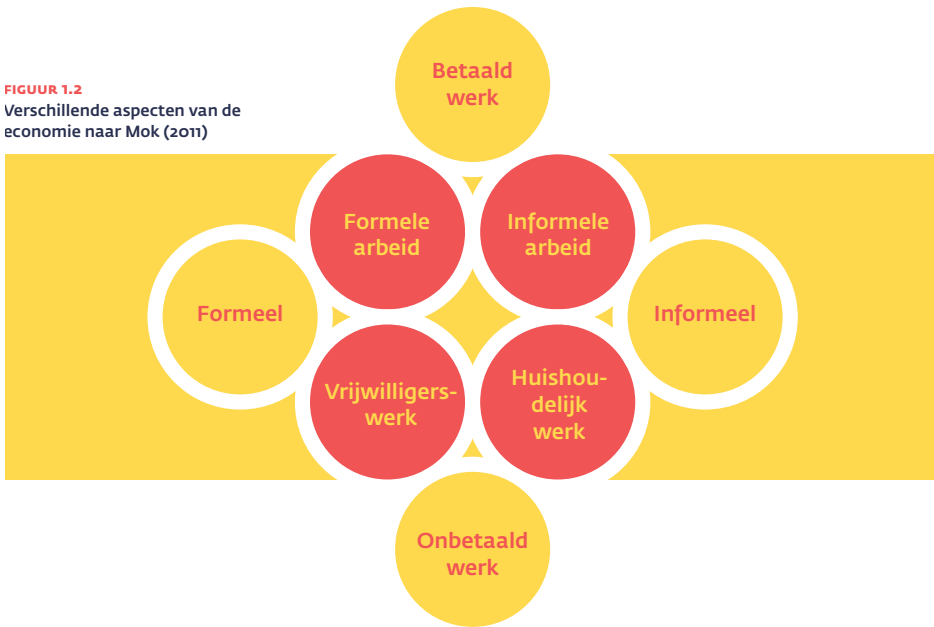 FIGUUR 1.2
Verschillende aspecten van de
economie naar Mok (2011)
Betaald
werk
Formele
arbeid
Informele
arbeid
Formeel
Informeel
Vrijwilligers-
werk
Huishou-
delijk
werk
Onbetaald
werk